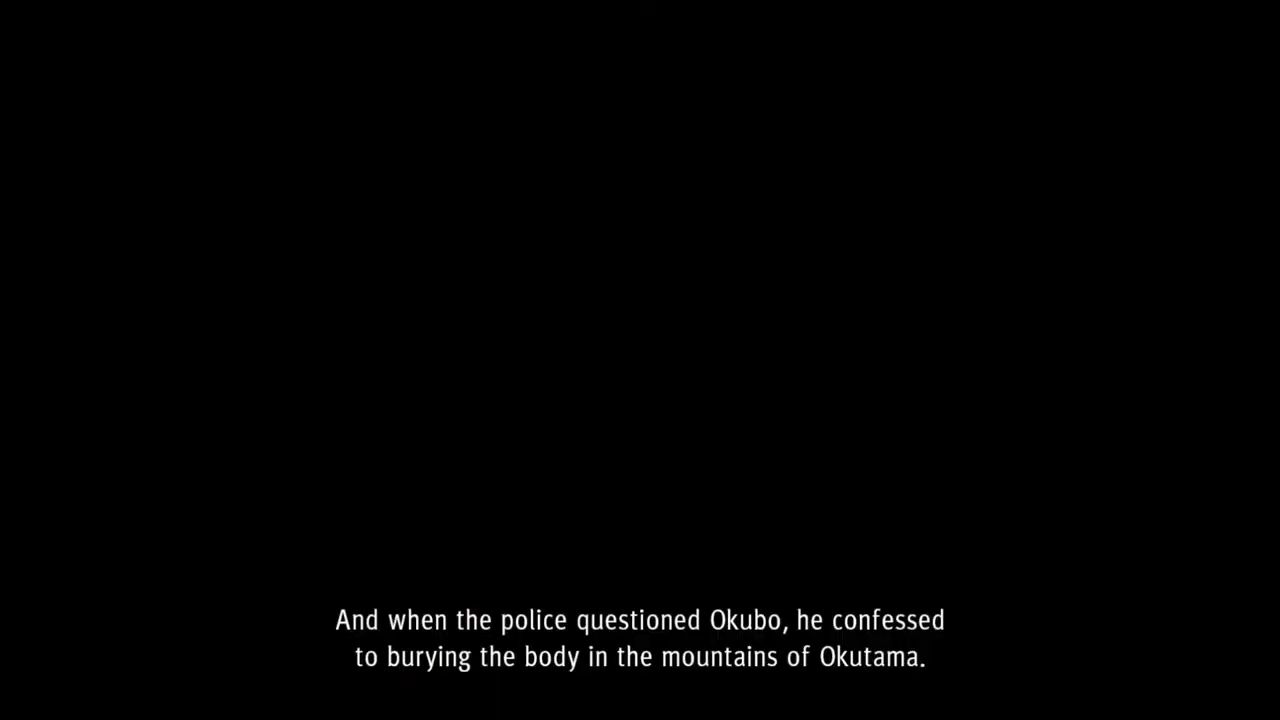 And when the police questioned Okubo, he confessed
to burying the body in the mountains of Okutama.